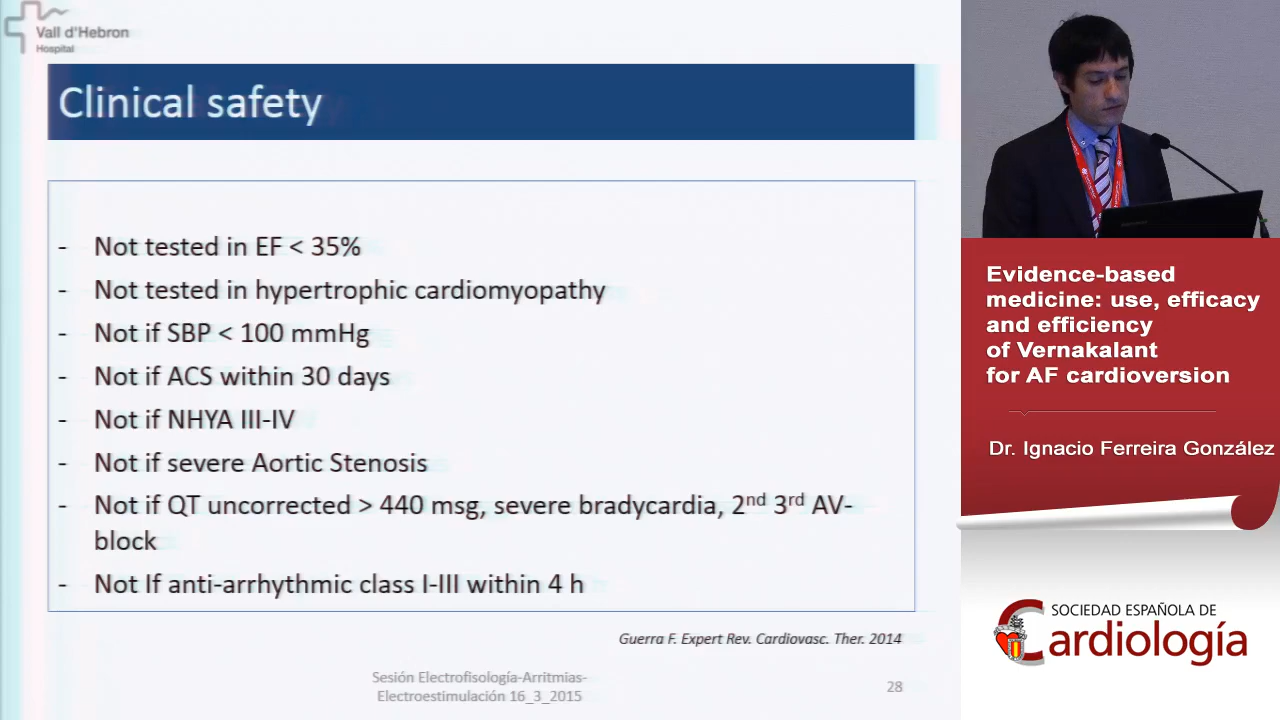 Vall d'Hebron
Hospital
Clinical safety
- Not tested in EF < 35%
- Not tested in hypertrophic cardiomyopathy
- Not if SBP < 100 mmHg
- Not if ACS within 30 days
- Not if NHYA III-IV
- Not if severe Aortic Stenosis
- Not if QT uncorrected > 440 msg, severe bradycardia, 2nd 3rd AV-
block
- Not If anti-arrhythmic class I-III within 4 h
Guerra F. Expert Rev. Cardiovasc. Ther. 2014
Sesión Electrofisología-Arritmias-
Electroestimulación 16_3_2015
28
Evidence-based
medicine: use, efficacy
and efficiency
of Vernakalant
for AF cardioversion
Dr. Ignacio Ferreira González
SOCIEDAD ESPAÑOLA DE
Cardiología